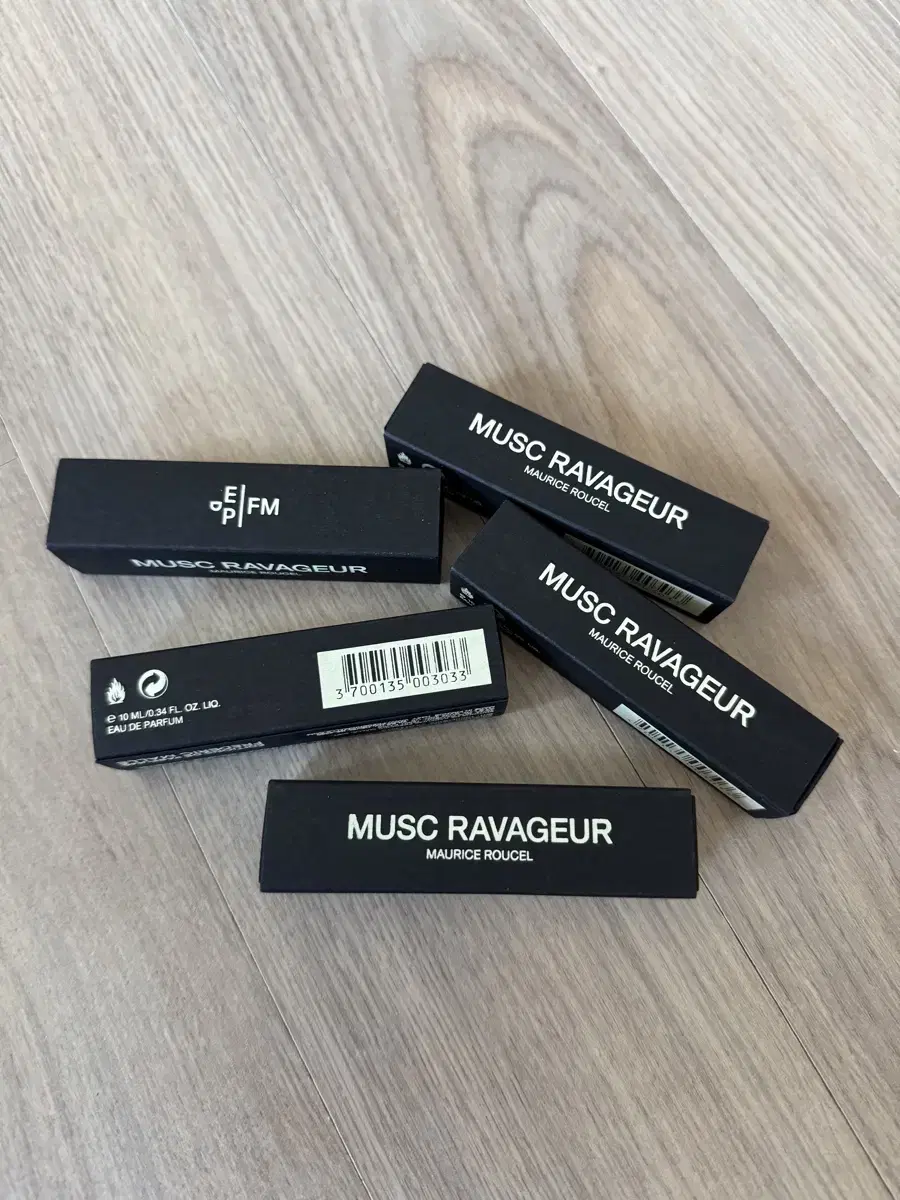 MUSC RAVAGEUR
MAURICE ROUCEL
E
D
P
FM
MUSC RAVAGEUR
MAURICE ROUCEL
MUSC RAVAGEUR
MAURICE ROUCEL
3 700135 003033
e 10 ML/0.34 FL. OZ. LIQ.
EAU DE PARFUM
MUSC RAVAGEUR
MAURICE ROUCEL